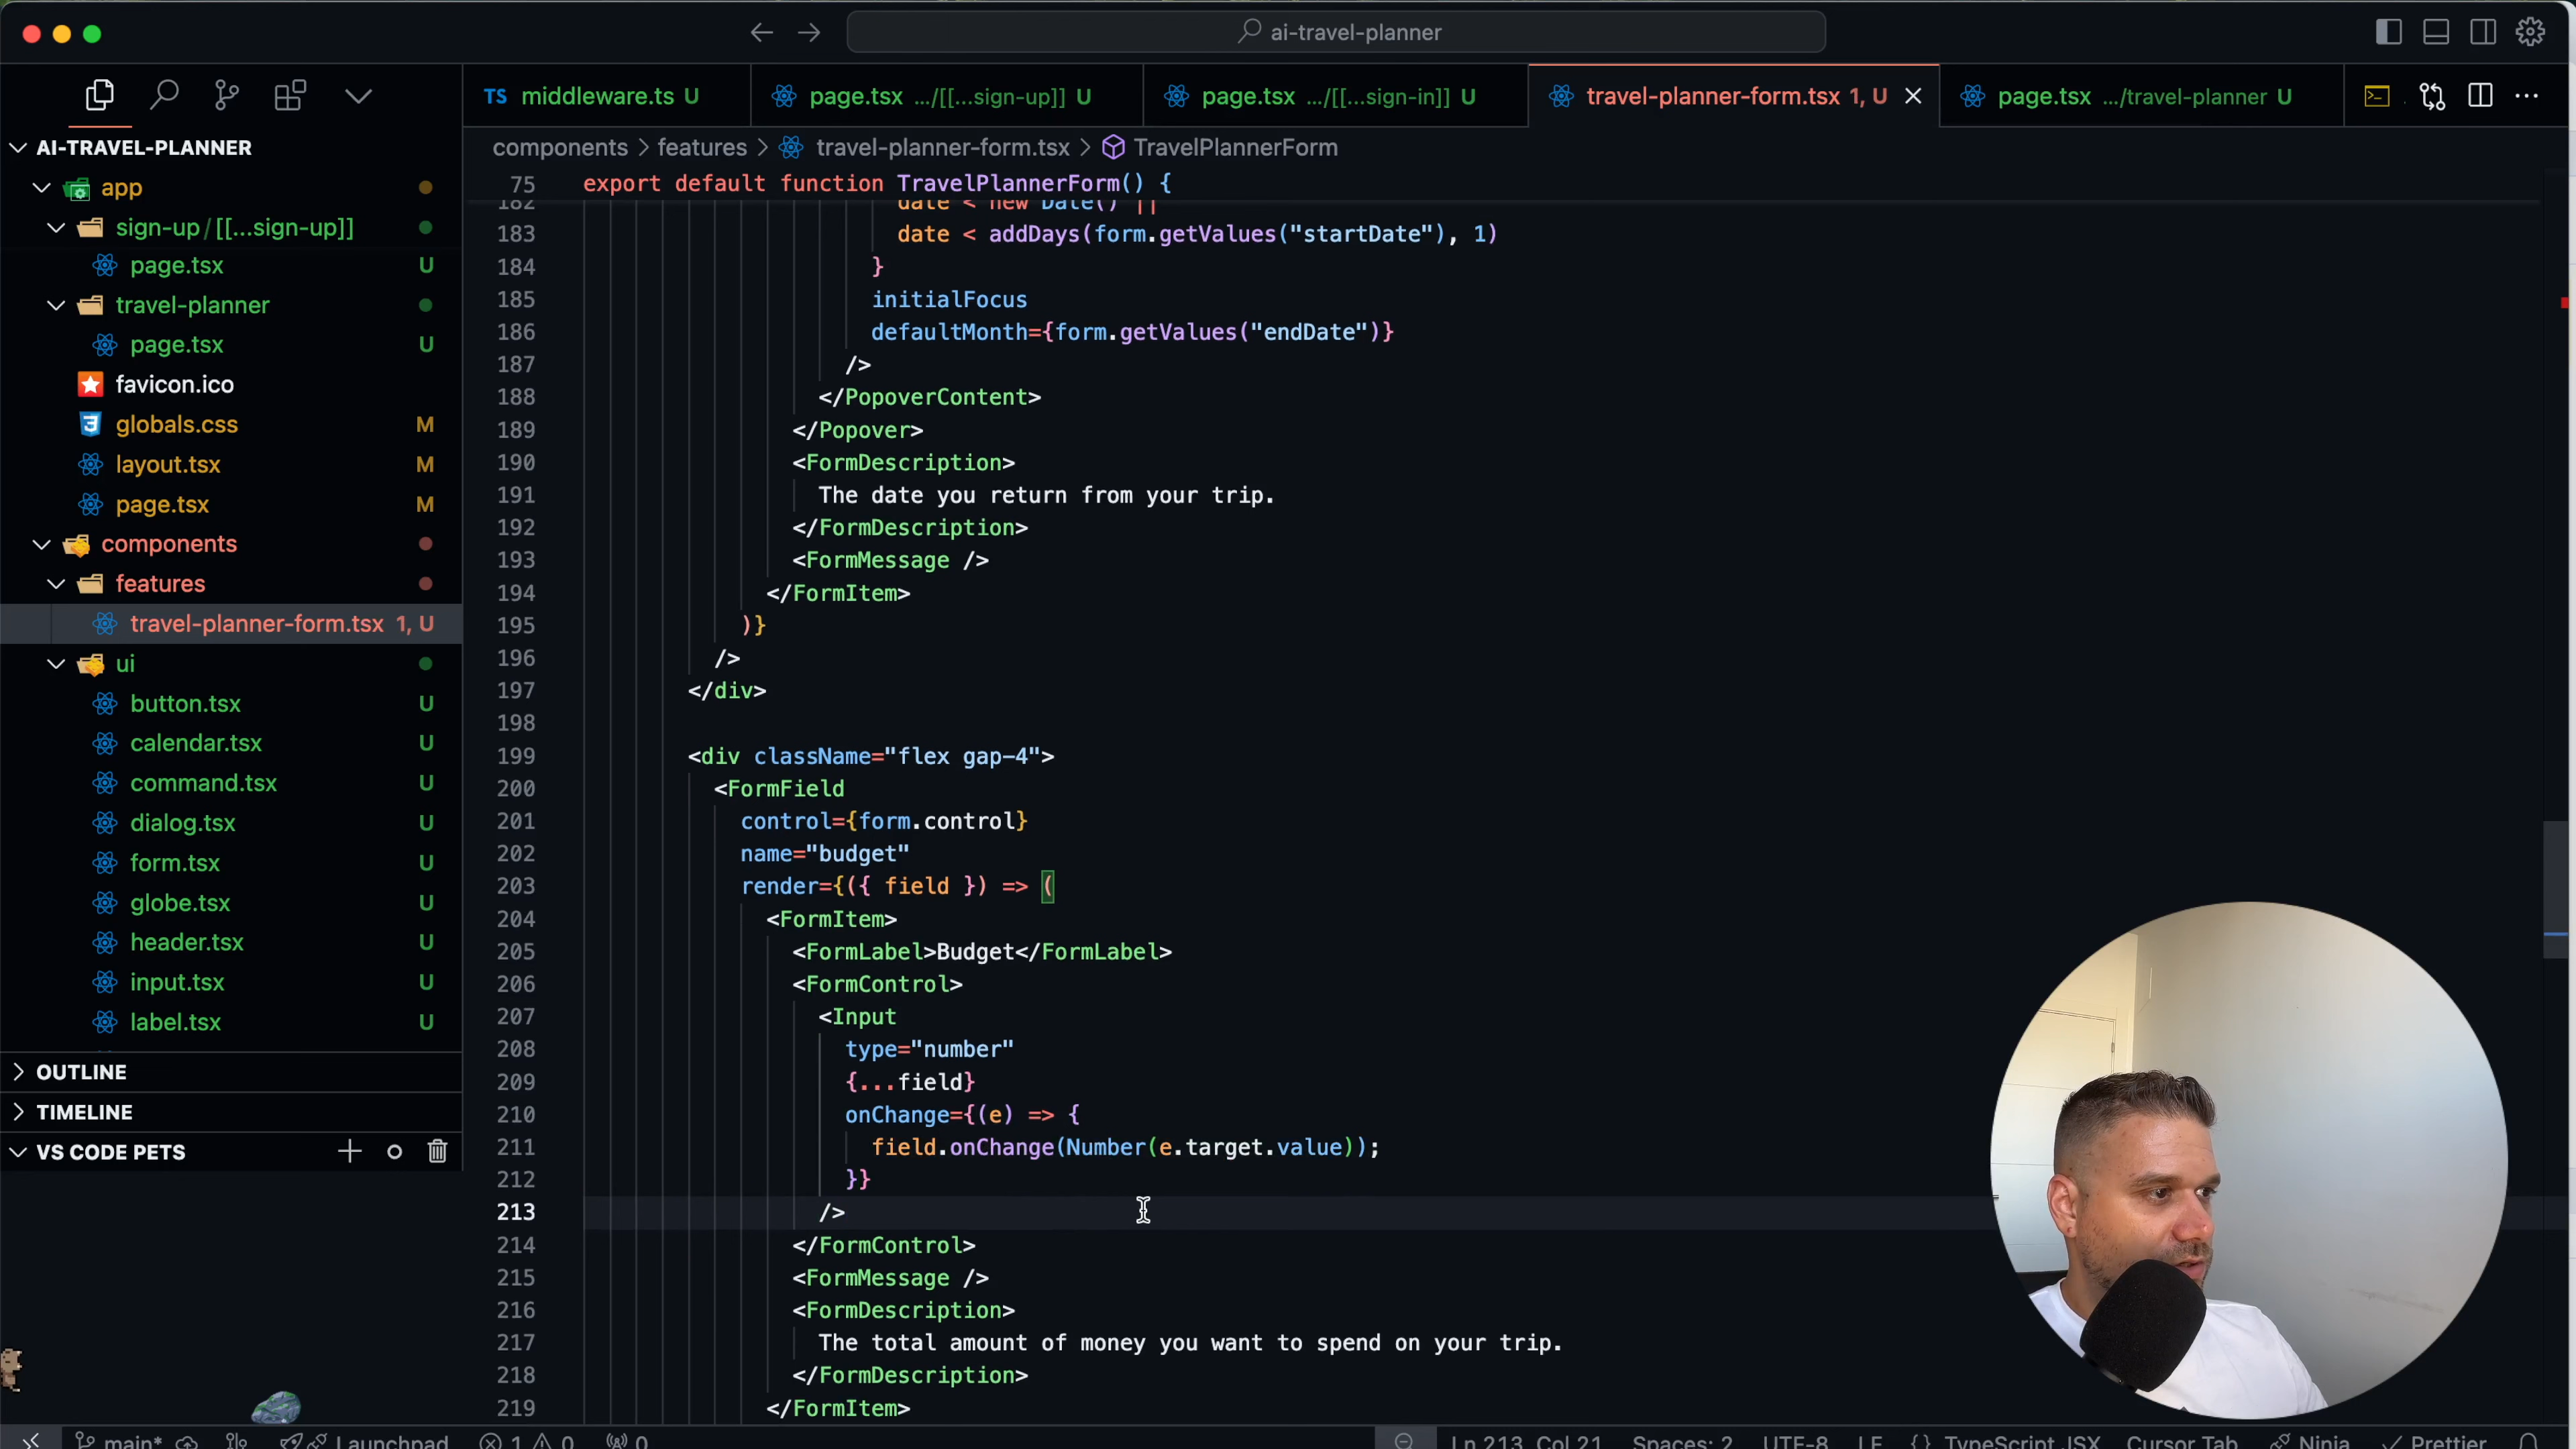 ai-travel-planner
TS middleware.ts U
page.tsx .../[[...sign-up]] U
page.tsx .../[[...sign-in]] U
travel-planner-form.tsx 1, U
page.tsx .../travel-planner U
components > features > travel-planner-form.tsx > TravelPlannerForm
AI-TRAVEL-PLANNER
app
sign-up/[[...sign-up]]
page.tsx U
travel-planner
page.tsx U
favicon.ico
globals.css M
layout.tsx M
page.tsx M
components
features
travel-planner-form.tsx 1, U
ui
button.tsx U
calendar.tsx U
command.tsx U
dialog.tsx U
form.tsx U
globe.tsx U
header.tsx U
input.tsx U
label.tsx U
OUTLINE
TIMELINE
VS CODE PETS
75 export default function TravelPlannerForm() {
182 date < new Date() ||
183 date < addDays(form.getValues("startDate"), 1)
184 }
185 initialFocus
186 defaultMonth={form.getValues("endDate")}
187 />
188 </PopoverContent>
189 </Popover>
190 <FormDescription>
191 The date you return from your trip.
192 </FormDescription>
193 <FormMessage />
194 </FormItem>
195 )}
196 />
197 </div>
198
199 <div className="flex gap-4">
200 <FormField
201 control={form.control}
202 name="budget"
203 render={({ field }) => (
204 <FormItem>
205 <FormLabel>Budget</FormLabel>
206 <FormControl>
207 <Input
208 type="number"
209 {...field}
210 onChange={(e) => {
211 field.onChange(Number(e.target.value));
212 }}
213 />
214 </FormControl>
215 <FormMessage />
216 <FormDescription>
217 The total amount of money you want to spend on your trip.
218 </FormDescription>
219 </FormItem>
main* Launchpad 1 0 0 Ln 213, Col 21 Spaces: 2 UTF-8 LF {} TypeScript JSX Cursor Tab Ninja Prettier